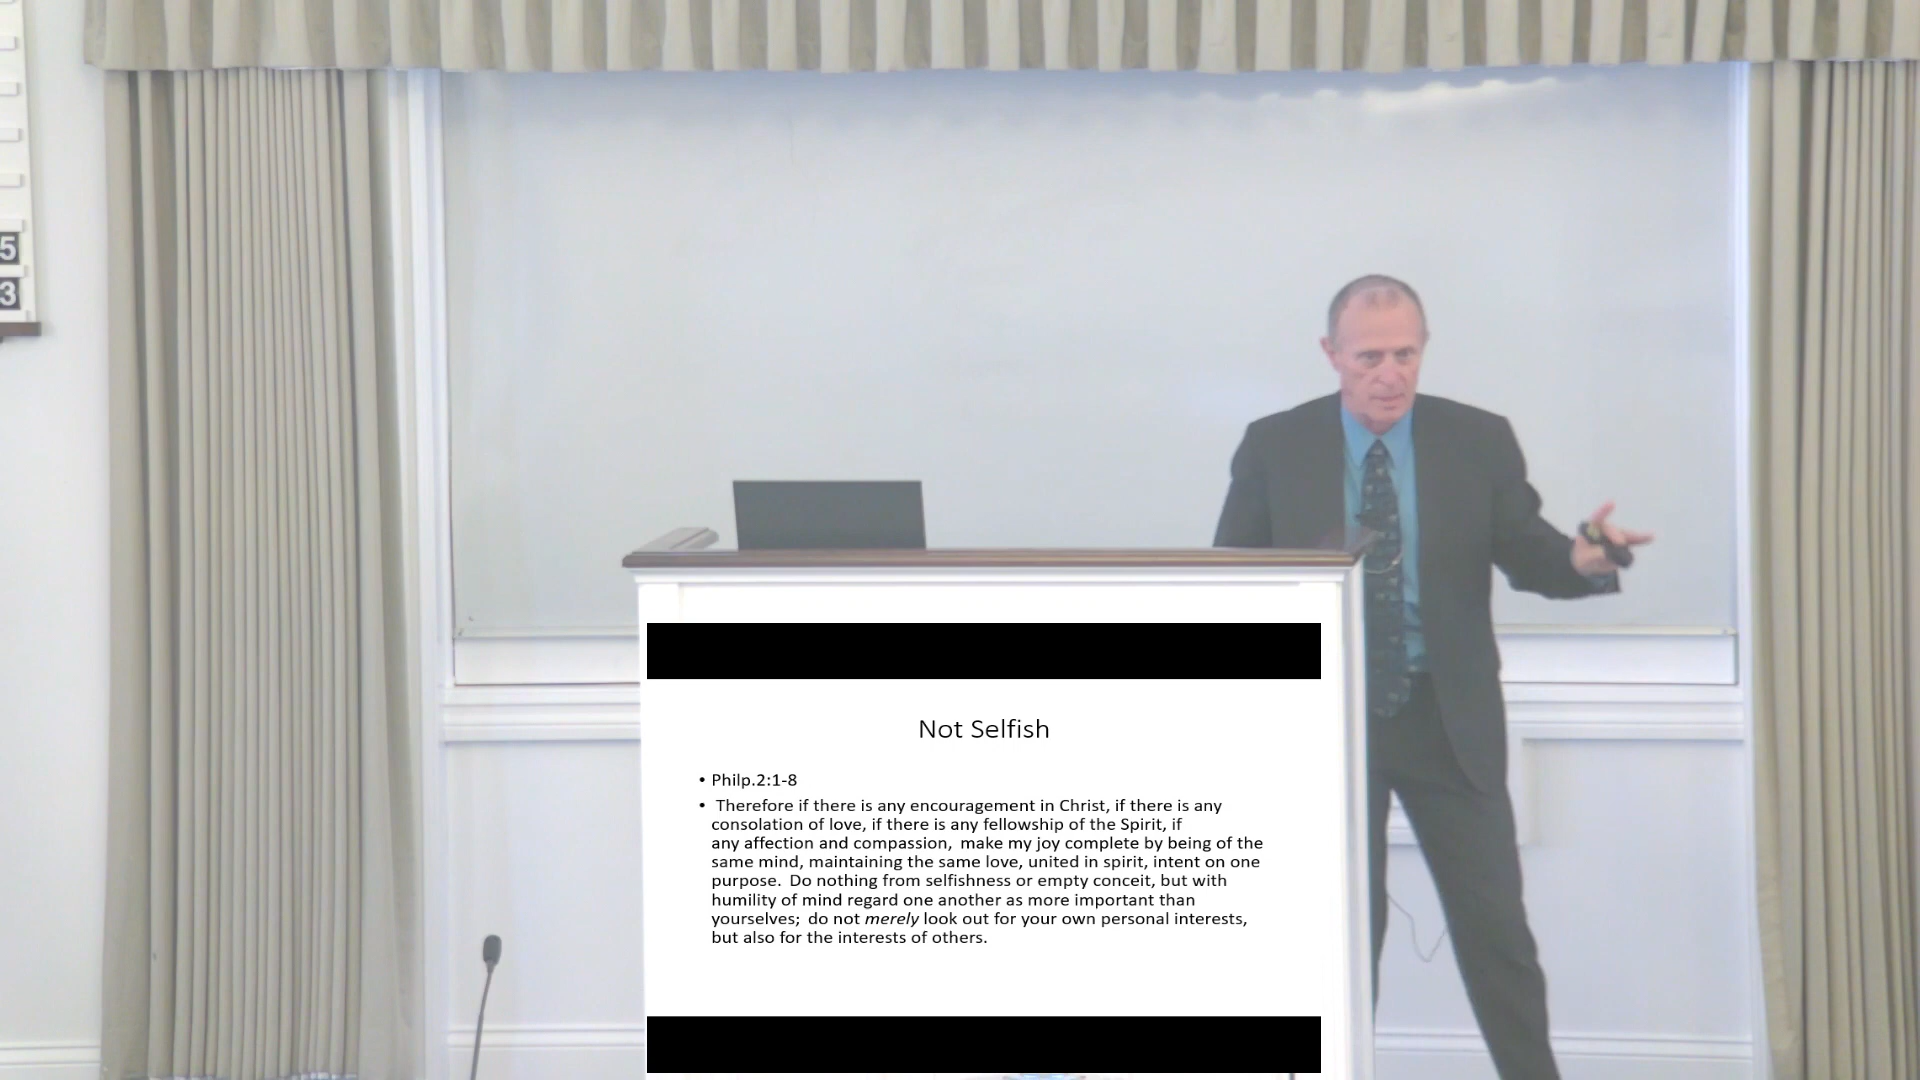 5
3
Not Selfish
• Philp.2:1-8
• Therefore if there is any encouragement in Christ, if there is any
consolation of love, if there is any fellowship of the Spirit, if
any affection and compassion, make my joy complete by being of the
same mind, maintaining the same love, united in spirit, intent on one
purpose. Do nothing from selfishness or empty conceit, but with
humility of mind regard one another as more important than
yourselves; do not merely look out for your own personal interests,
but also for the interests of others.